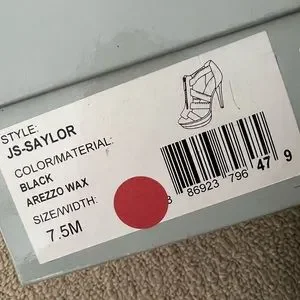 STYLE:
JS-SAYLOR
COLOR/MATERIAL:
BLACK
AREZZO WAX
SIZE/WIDTH:
7.5M
86923 796 47 9